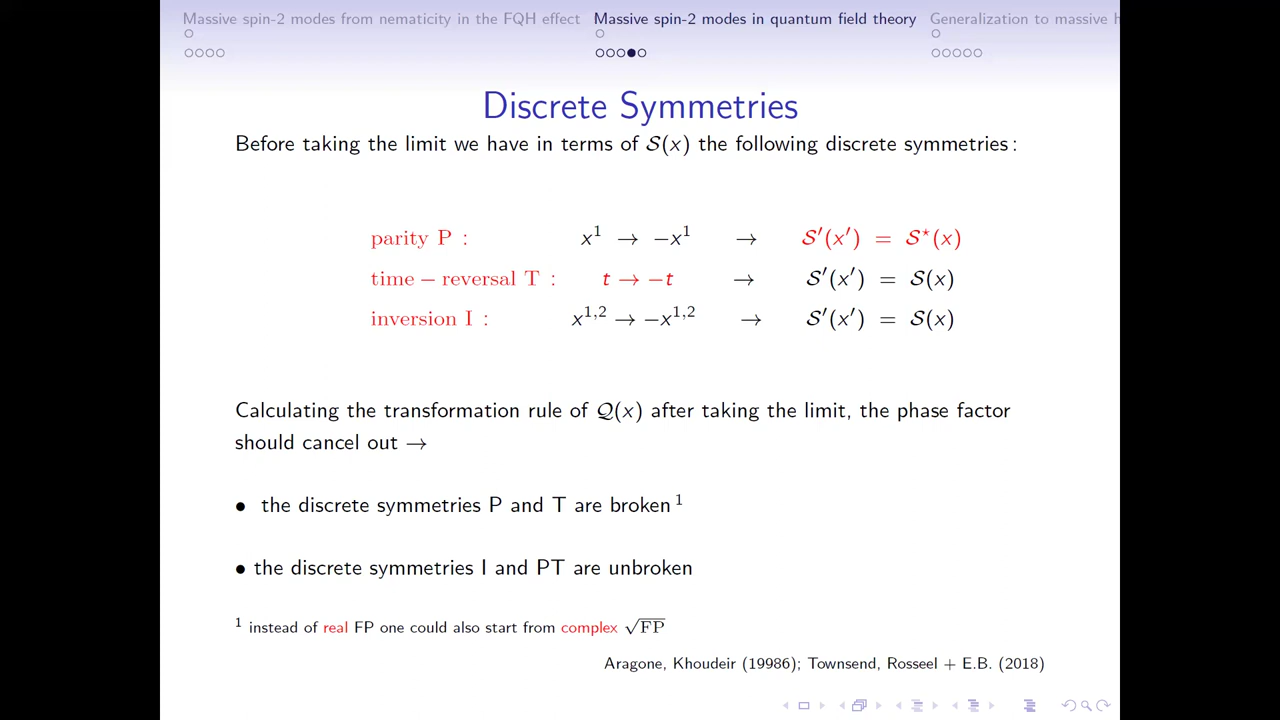 Massive spin-2 modes from nematicity in the FQH effect Massive spin-2 modes in quantum field theory Generalization to massive h
Discrete Symmetries
Before taking the limit we have in terms of 𝒮(x) the following discrete symmetries :
parity P : x¹ → −x¹ → 𝒮′(x′) = 𝒮⋆(x)
time − reversal T : t → −t → 𝒮′(x′) = 𝒮(x)
inversion I : x¹,² → −x¹,² → 𝒮′(x′) = 𝒮(x)
Calculating the transformation rule of 𝒬(x) after taking the limit, the phase factor
should cancel out →
• the discrete symmetries P and T are broken ¹
• the discrete symmetries I and PT are unbroken
¹ instead of real FP one could also start from complex √FP
Aragone, Khoudeir (19986); Townsend, Rosseel + E.B. (2018)